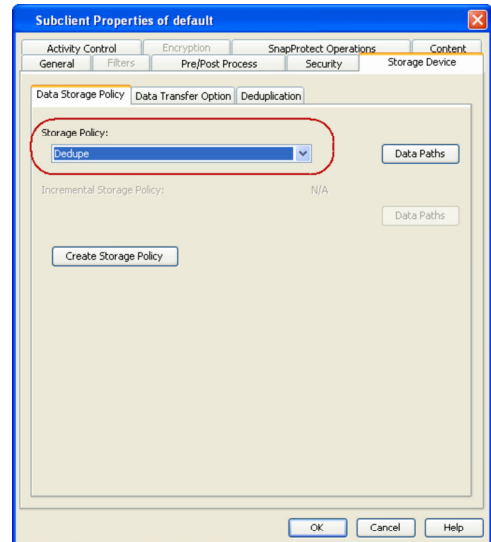 Subclient Properties of default
Activity Control Encryption SnapProtect Operations Content
General Filters Pre/Post Process Security Storage Device
Data Storage Policy Data Transfer Option Deduplication
Storage Policy:
Dedupe Data Paths
Incremental Storage Policy: N/A
Data Paths
Create Storage Policy
OK Cancel Help